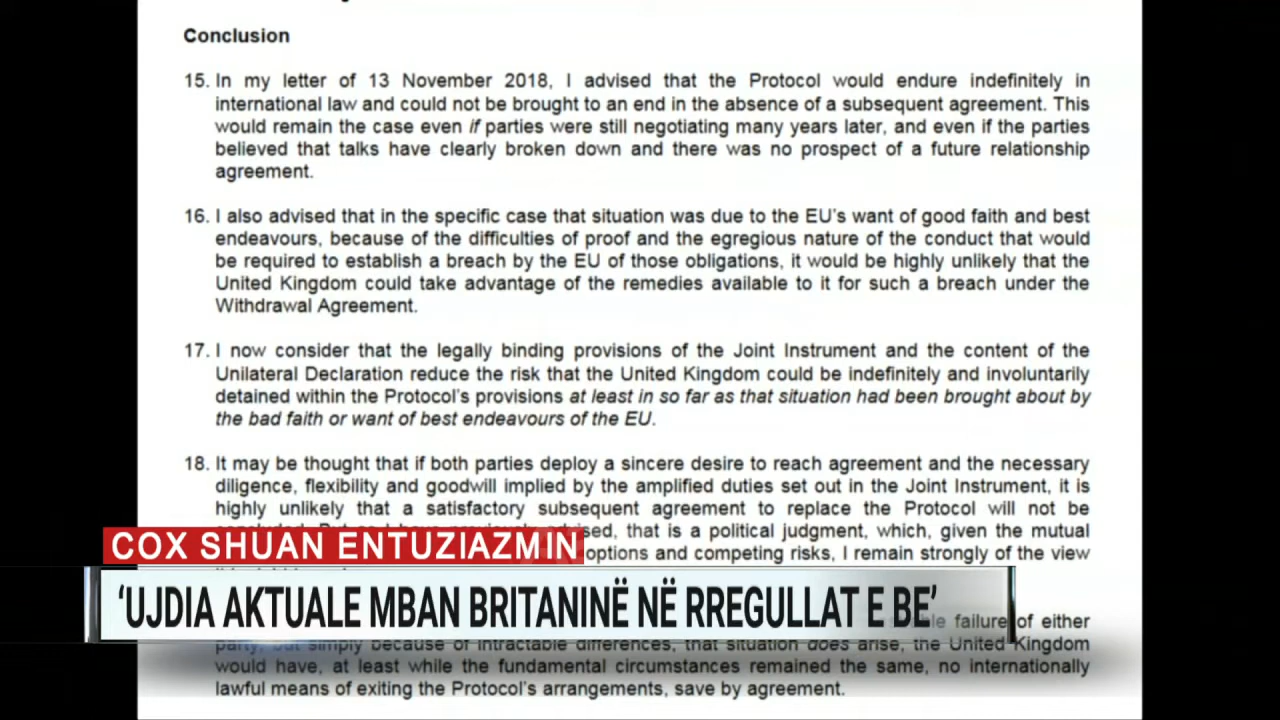 Conclusion
15. In my letter of 13 November 2018, I advised that the Protocol would endure indefinitely in
international law and could not be brought to an end in the absence of a subsequent agreement. This
would remain the case even if parties were still negotiating many years later, and even if the parties
believed that talks have clearly broken down and there was no prospect of a future relationship
agreement.
16. I also advised that in the specific case that situation was due to the EU's want of good faith and best
endeavours, because of the difficulties of proof and the egregious nature of the conduct that would
be required to establish a breach by the EU of those obligations, it would be highly unlikely that the
United Kingdom could take advantage of the remedies available to it for such a breach under the
Withdrawal Agreement.
17. I now consider that the legally binding provisions of the Joint Instrument and the content of the
Unilateral Declaration reduce the risk that the United Kingdom could be indefinitely and involuntarily
detained within the Protocol's provisions at least in so far as that situation had been brought about by
the bad faith or want of best endeavours of the EU.
18. It may be thought that if both parties deploy a sincere desire to reach agreement and the necessary
diligence, flexibility and goodwill implied by the amplified duties set out in the Joint Instrument, it is
highly unlikely that a satisfactory subsequent agreement to replace the Protocol will not be
that is a political judgment, which, given the mutual
COX SHUAN ENTUZIAZMIN
options and competing risks, I remain strongly of the view
'UJDIA AKTUALE MBAN BRITANINË NË RREGULLAT E BE'
failure of either
party, but simply because of intractable differences, that situation does arise, the United Kingdom
would have, at least while the fundamental circumstances remained the same, no internationally
lawful means of exiting the Protocol's arrangements, save by agreement.